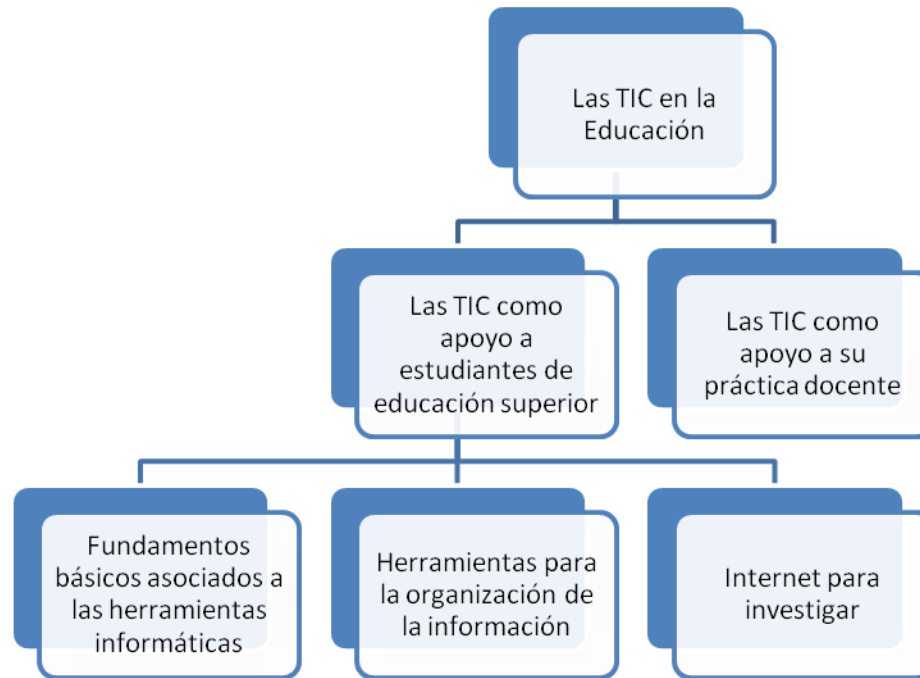 Las TIC en la
Educación
Las TIC como
apoyo a
estudiantes de
educación superior
Las TIC como
apoyo a su
práctica docente
Fundamentos
básicos asociados a
las herramientas
informáticas
Herramientas para
la organización de
la información
Internet para
investigar